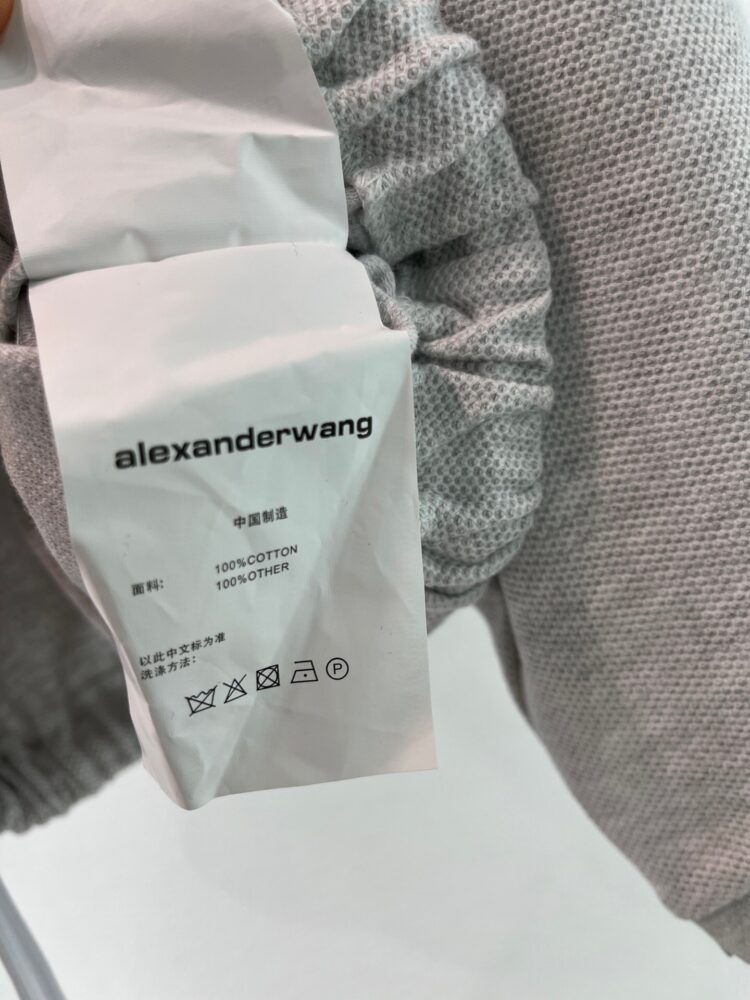 alexanderwang
中国制造
面料: 100%COTTON
100%OTHER
以此中文标为准
洗涤方法:
P